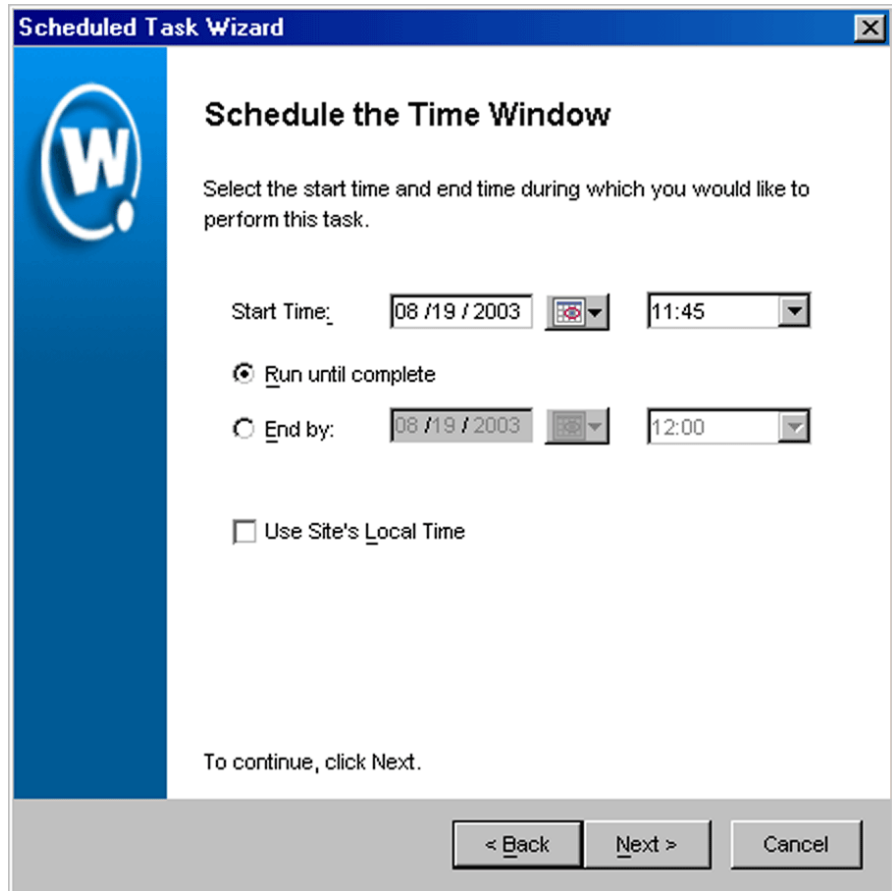 Scheduled Task Wizard
W
Schedule the Time Window
Select the start time and end time during which you would like to
perform this task.
Start Time: 08 /19 / 2003 11:45
Run until complete
End by: 08 /19 / 2003 12:00
Use Site's Local Time
To continue, click Next.
< Back Next > Cancel